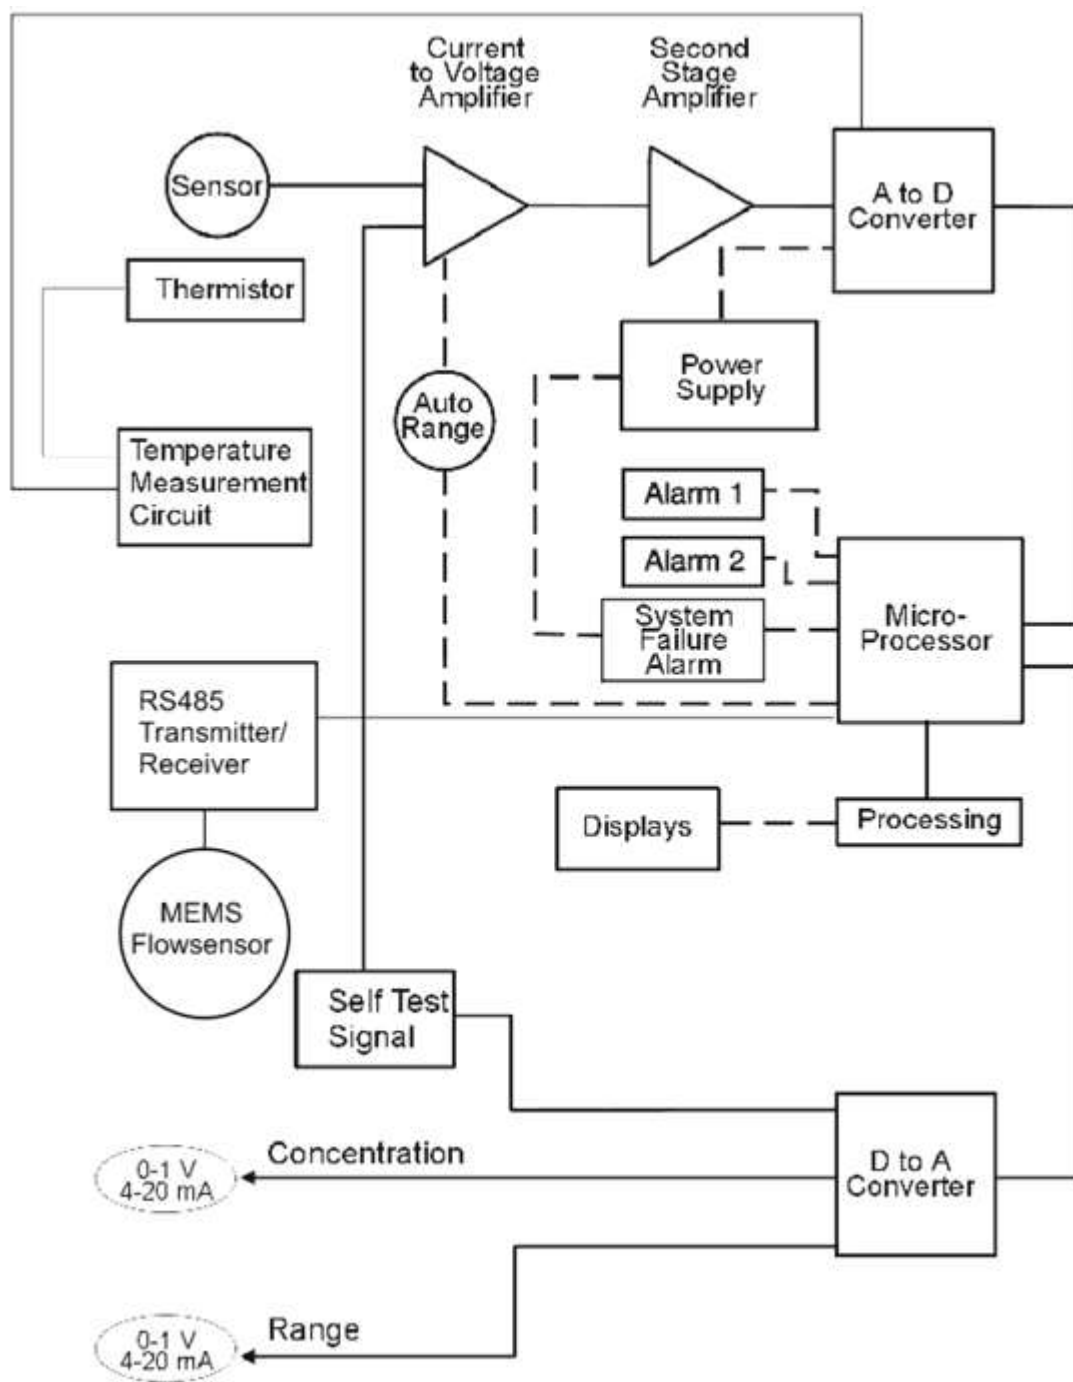 Current
to Voltage
Amplifier
Second
Stage
Amplifier
Sensor
A to D
Converter
Thermistor
Power
Supply
Auto
Range
Temperature
Measurement
Circuit
Alarm 1
Alarm 2
System
Failure
Alarm
Micro-
Processor
RS485
Transmitter/
Receiver
Displays
Processing
MEMS
Flowsensor
Self Test
Signal
Concentration
0-1 V
4-20 mA
D to A
Converter
Range
0-1 V
4-20 mA